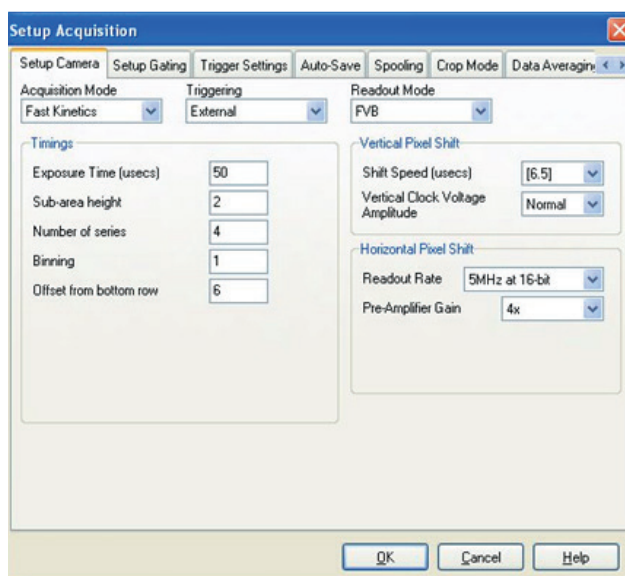 Setup Acquisition
Setup Camera Setup Gating Trigger Settings Auto-Save Spooling Crop Mode Data Averagin
Acquisition Mode Triggering Readout Mode
Fast Kinetics External FVB
Timings
Exposure Time (usecs) 50
Sub-area height 2
Number of series 4
Binning 1
Offset from bottom row 6
Vertical Pixel Shift
Shift Speed (usecs) [6.5]
Vertical Clock Voltage
Amplitude Normal
Horizontal Pixel Shift
Readout Rate 5MHz at 16-bit
Pre-Amplifier Gain 4x
OK Cancel Help